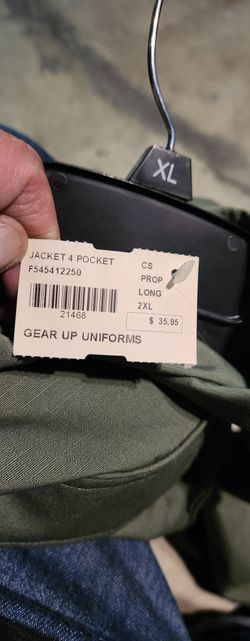 XL
JACKET 4 POCKET
F545412250
CS
PROP
LONG
2XL
21468
$ 35.95
GEAR UP UNIFORMS